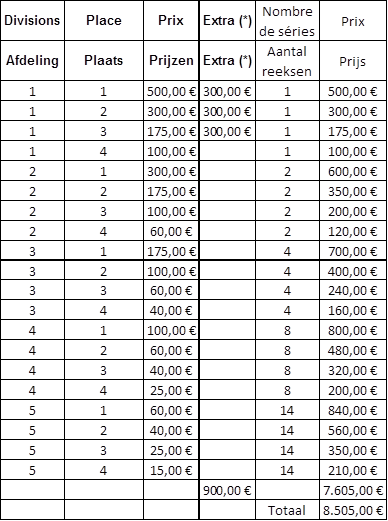 Divisions Place Prix Extra (*) Nombre de séries Prix
Afdeling Plaats Prijzen Extra (*) Aantal reeksen Prijs
1 1 500,00 € 300,00 € 1 500,00 €
1 2 300,00 € 300,00 € 1 300,00 €
1 3 175,00 € 300,00 € 1 175,00 €
1 4 100,00 € 1 100,00 €
2 1 300,00 € 2 600,00 €
2 2 175,00 € 2 350,00 €
2 3 100,00 € 2 200,00 €
2 4 60,00 € 2 120,00 €
3 1 175,00 € 4 700,00 €
3 2 100,00 € 4 400,00 €
3 3 60,00 € 4 240,00 €
3 4 40,00 € 4 160,00 €
4 1 100,00 € 8 800,00 €
4 2 60,00 € 8 480,00 €
4 3 40,00 € 8 320,00 €
4 4 25,00 € 8 200,00 €
5 1 60,00 € 14 840,00 €
5 2 40,00 € 14 560,00 €
5 3 25,00 € 14 350,00 €
5 4 15,00 € 14 210,00 €
900,00 € 7.605,00 €
Totaal 8.505,00 €